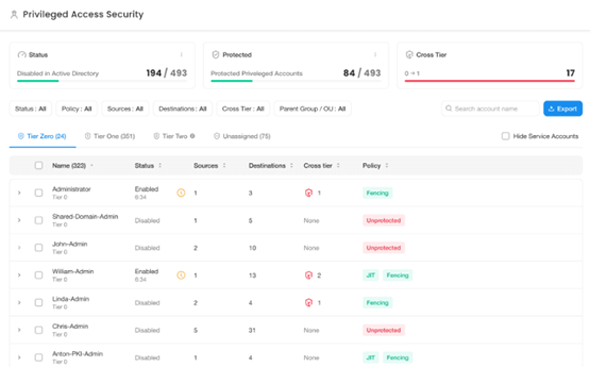 Privileged Access Security
Status
Disabled in Active Directory 194 / 493
Protected
Protected Priveleged Accounts 84 / 493
Cross Tier
0 → 1 17
Status : All Policy : All Sources : All Destinations : All Cross Tier : All Parent Group / OU : All Search account name Export
Tier Zero (24) Tier One (351) Tier Two Unassigned (75) Hide Service Accounts
Name (323) Status Sources Destinations Cross tier Policy
Administrator Enabled 1 3 1 Fencing
Tier 0 6:34
Shared-Domain-Admin Disabled 1 5 None Unprotected
Tier 0
John-Admin Disabled 2 10 None Unprotected
Tier 0
William-Admin Enabled 1 13 2 JIT Fencing
Tier 0 6:34
Linda-Admin Disabled 2 4 1 Fencing
Tier 0
Chris-Admin Disabled 5 31 None Unprotected
Tier 0
Anton-PKI-Admin Disabled 1 4 None JIT Fencing
Tier 0